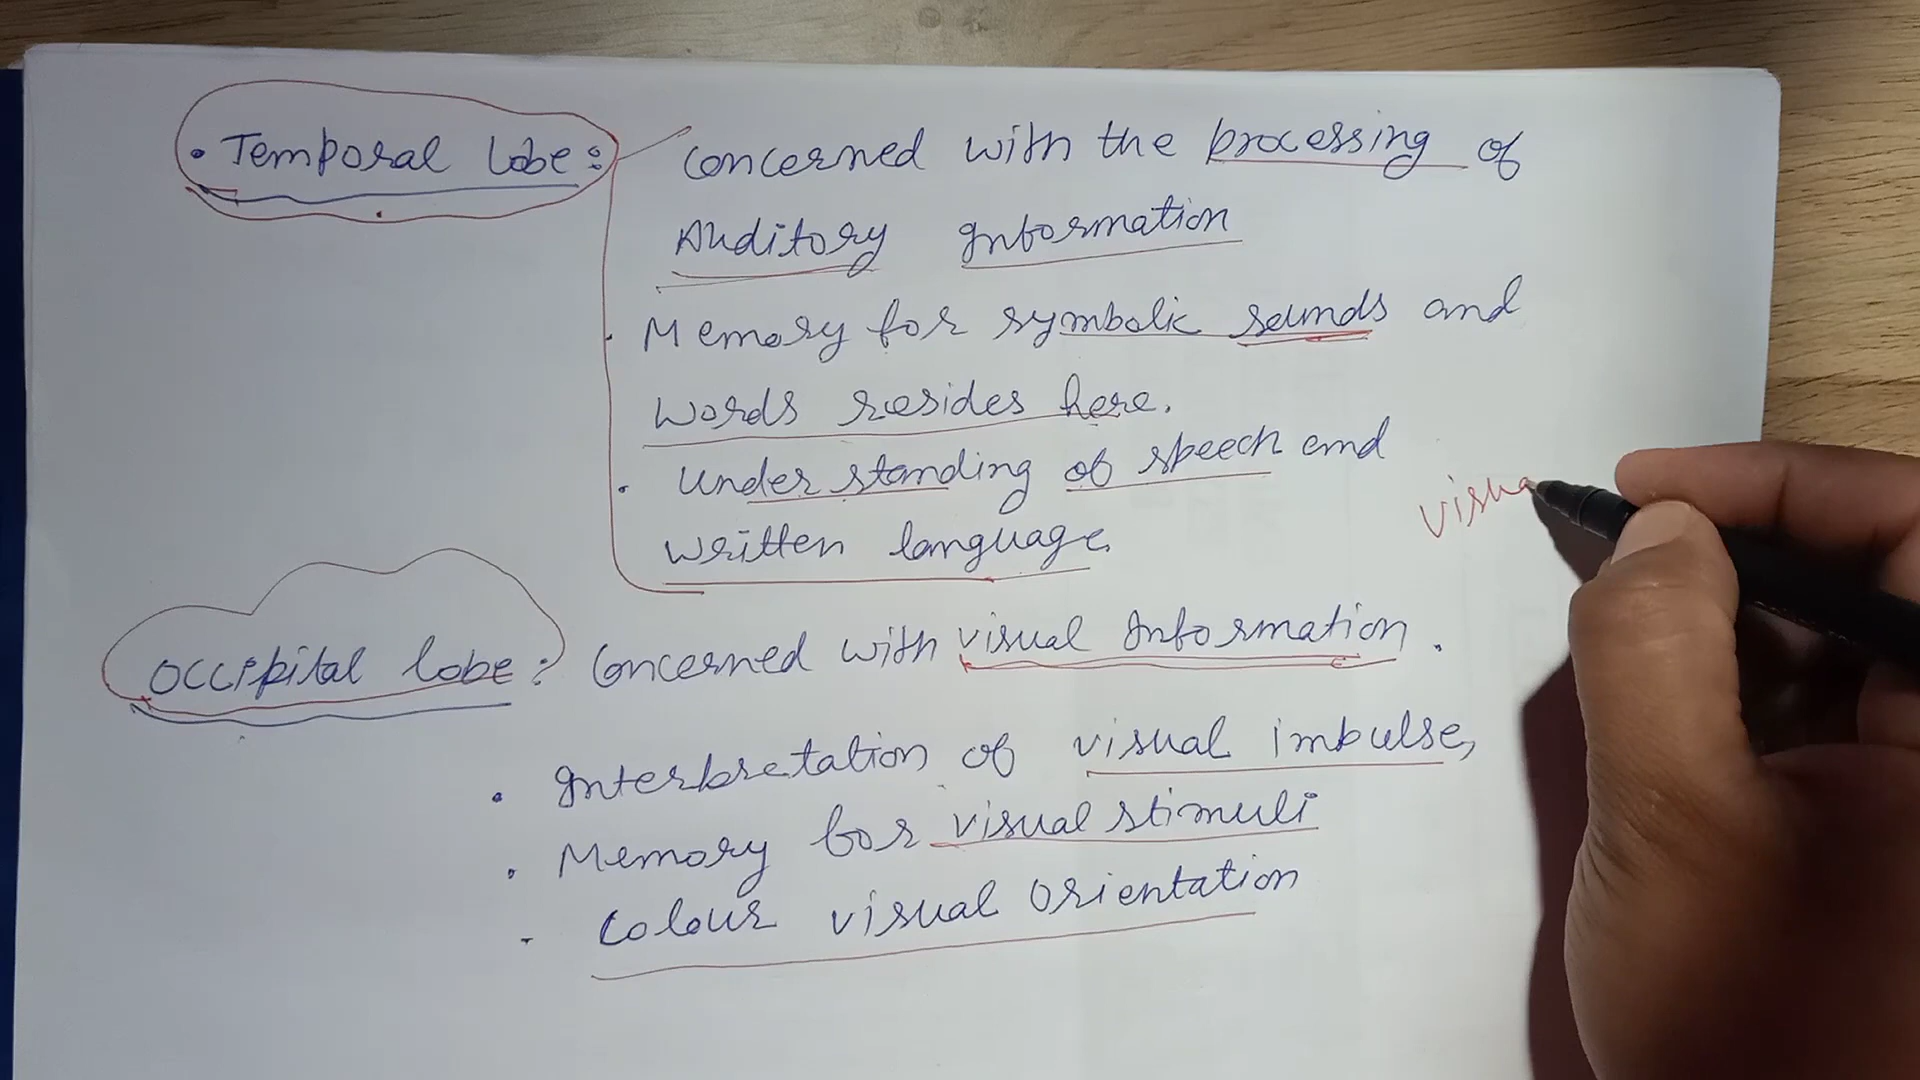 • Temporal Lobe: Concerned with the processing of
Auditory Information
• Memory for symbolic sounds and
words resides here.
• Understanding of speech and
written language.
visua
Occipital lobe: Concerned with visual Information.
• Interpretation of visual impulse,
• Memory for visual stimuli
- Colour visual Orientation